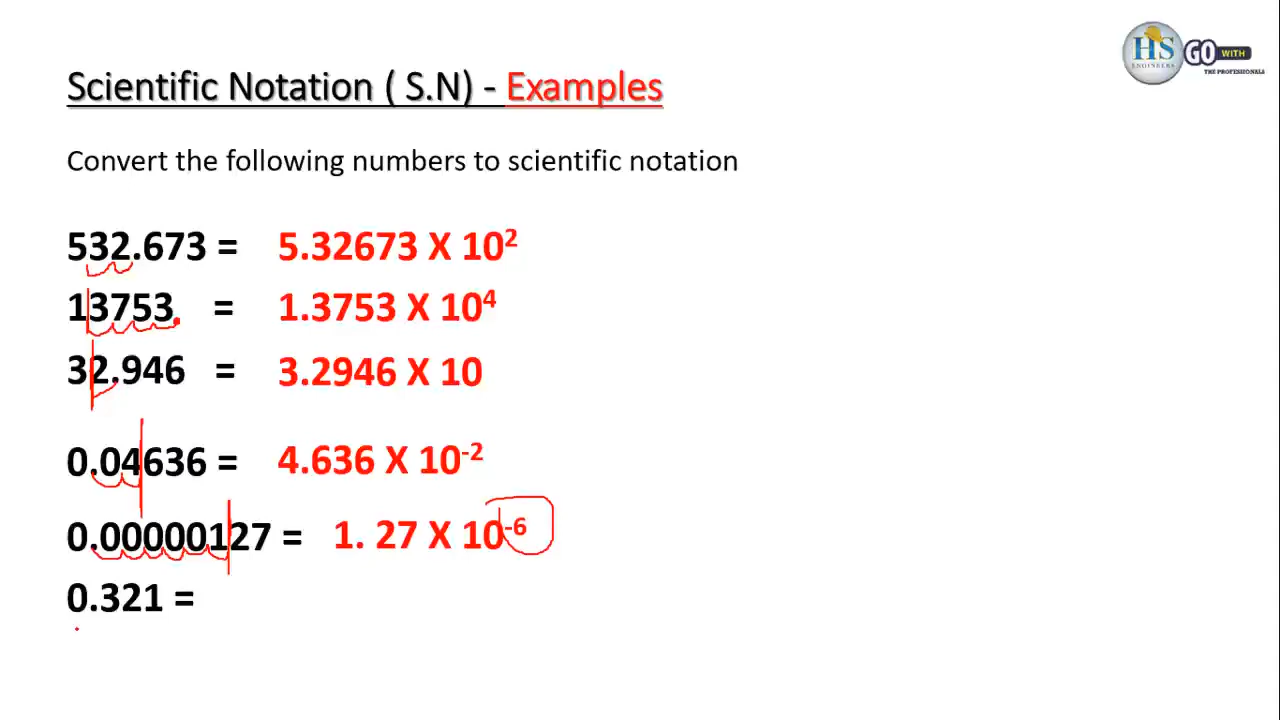 HS
ENGINEERS
GO WITH
THE PROFESSIONALS
Scientific Notation ( S.N) - Examples
Convert the following numbers to scientific notation
532.673 = 5.32673 X 10²
13753 = 1.3753 X 10⁴
32.946 = 3.2946 X 10
0.04636 = 4.636 X 10⁻²
0.00000127 = 1. 27 X 10⁻⁶
0.321 =